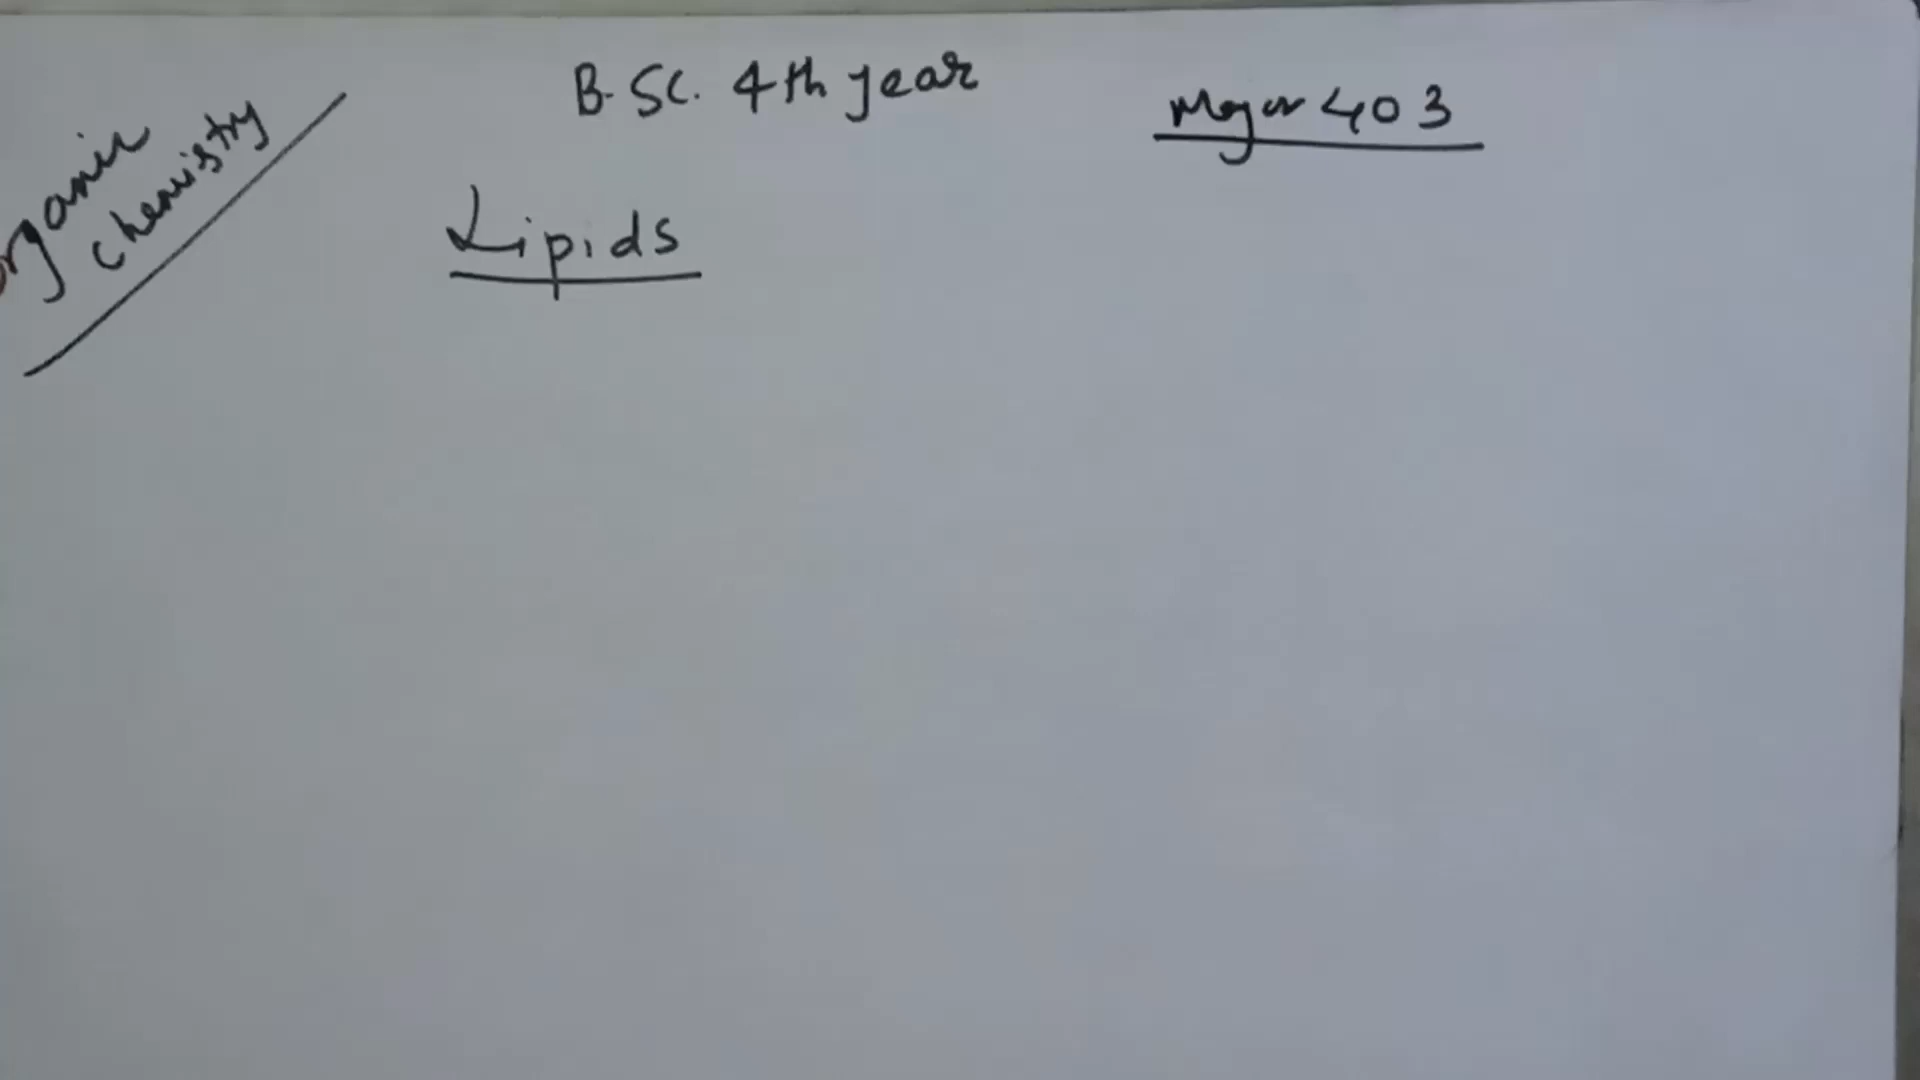 B.SC. 4th year
Major 403
organic
chemistry
Lipids